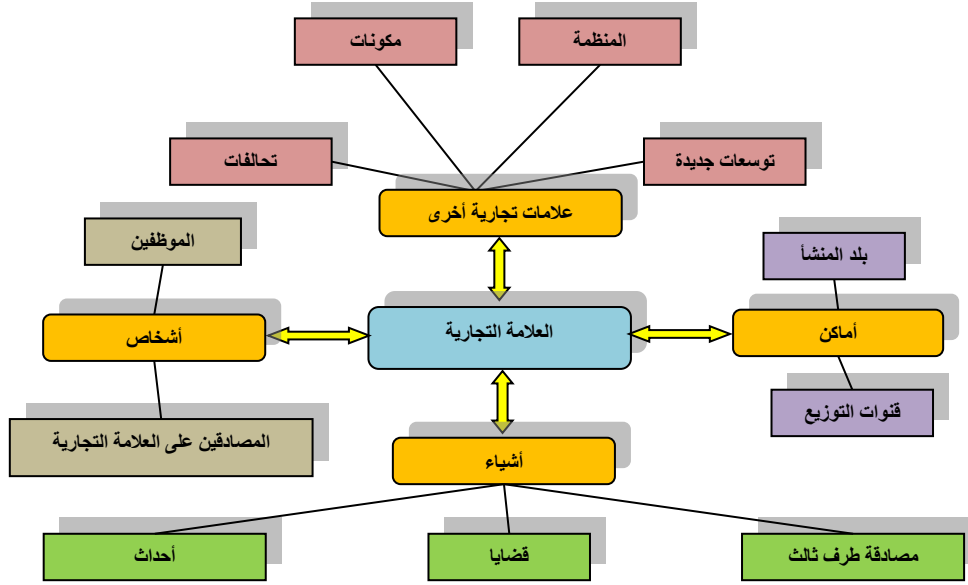 المنظمة
مكونات
توسعات جديدة
تحالفات
علامات تجارية أخرى
بلد المنشأ
الموظفين
أماكن
العلامة التجارية
أشخاص
قنوات التوزيع
المصادقين على العلامة التجارية
أشياء
مصادقة طرف ثالث
قضايا
أحداث